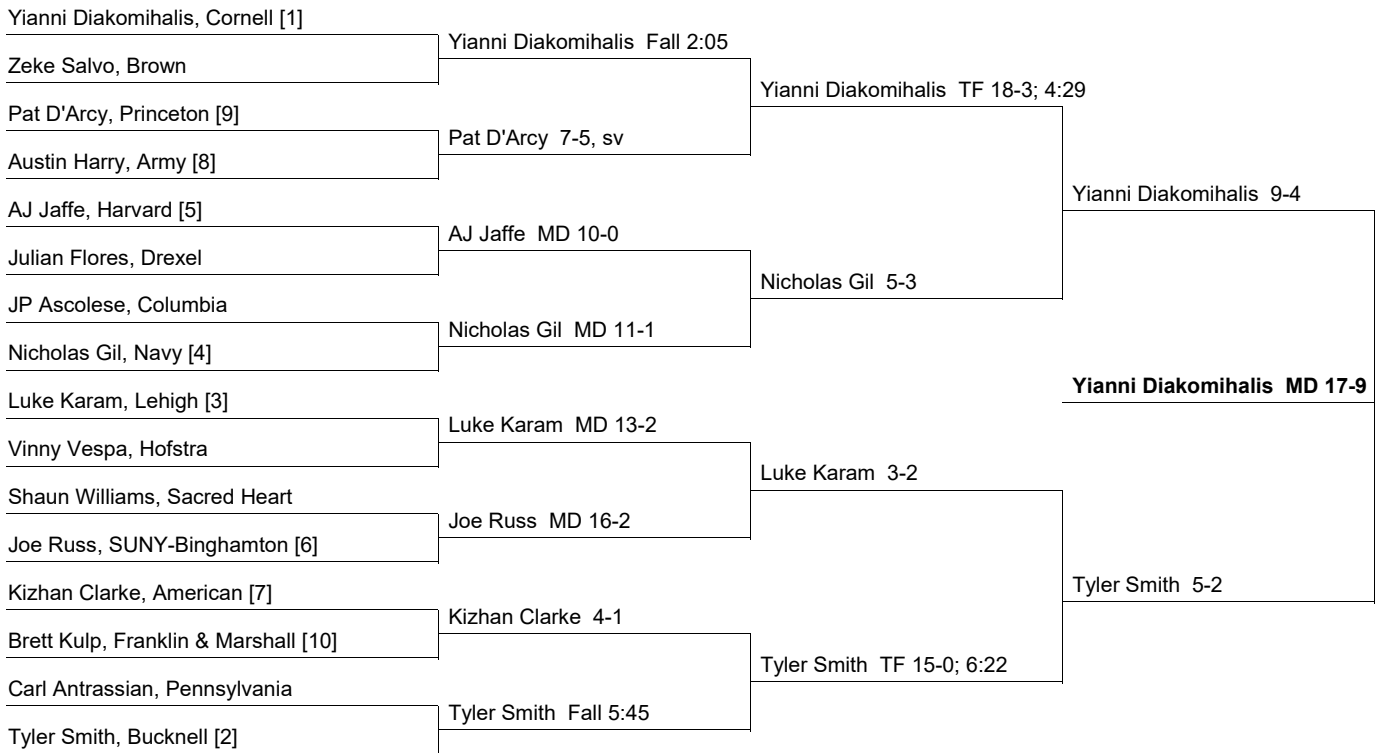 Yianni Diakomihalis, Cornell [1]
Yianni Diakomihalis Fall 2:05
Zeke Salvo, Brown
Yianni Diakomihalis TF 18-3; 4:29
Pat D'Arcy, Princeton [9]
Pat D'Arcy 7-5, sv
Austin Harry, Army [8]
Yianni Diakomihalis 9-4
AJ Jaffe, Harvard [5]
AJ Jaffe MD 10-0
Julian Flores, Drexel
Nicholas Gil 5-3
JP Ascolese, Columbia
Nicholas Gil MD 11-1
Nicholas Gil, Navy [4]
Yianni Diakomihalis MD 17-9
Luke Karam, Lehigh [3]
Luke Karam MD 13-2
Vinny Vespa, Hofstra
Luke Karam 3-2
Shaun Williams, Sacred Heart
Joe Russ MD 16-2
Joe Russ, SUNY-Binghamton [6]
Tyler Smith 5-2
Kizhan Clarke, American [7]
Kizhan Clarke 4-1
Brett Kulp, Franklin & Marshall [10]
Tyler Smith TF 15-0; 6:22
Carl Antrassian, Pennsylvania
Tyler Smith Fall 5:45
Tyler Smith, Bucknell [2]